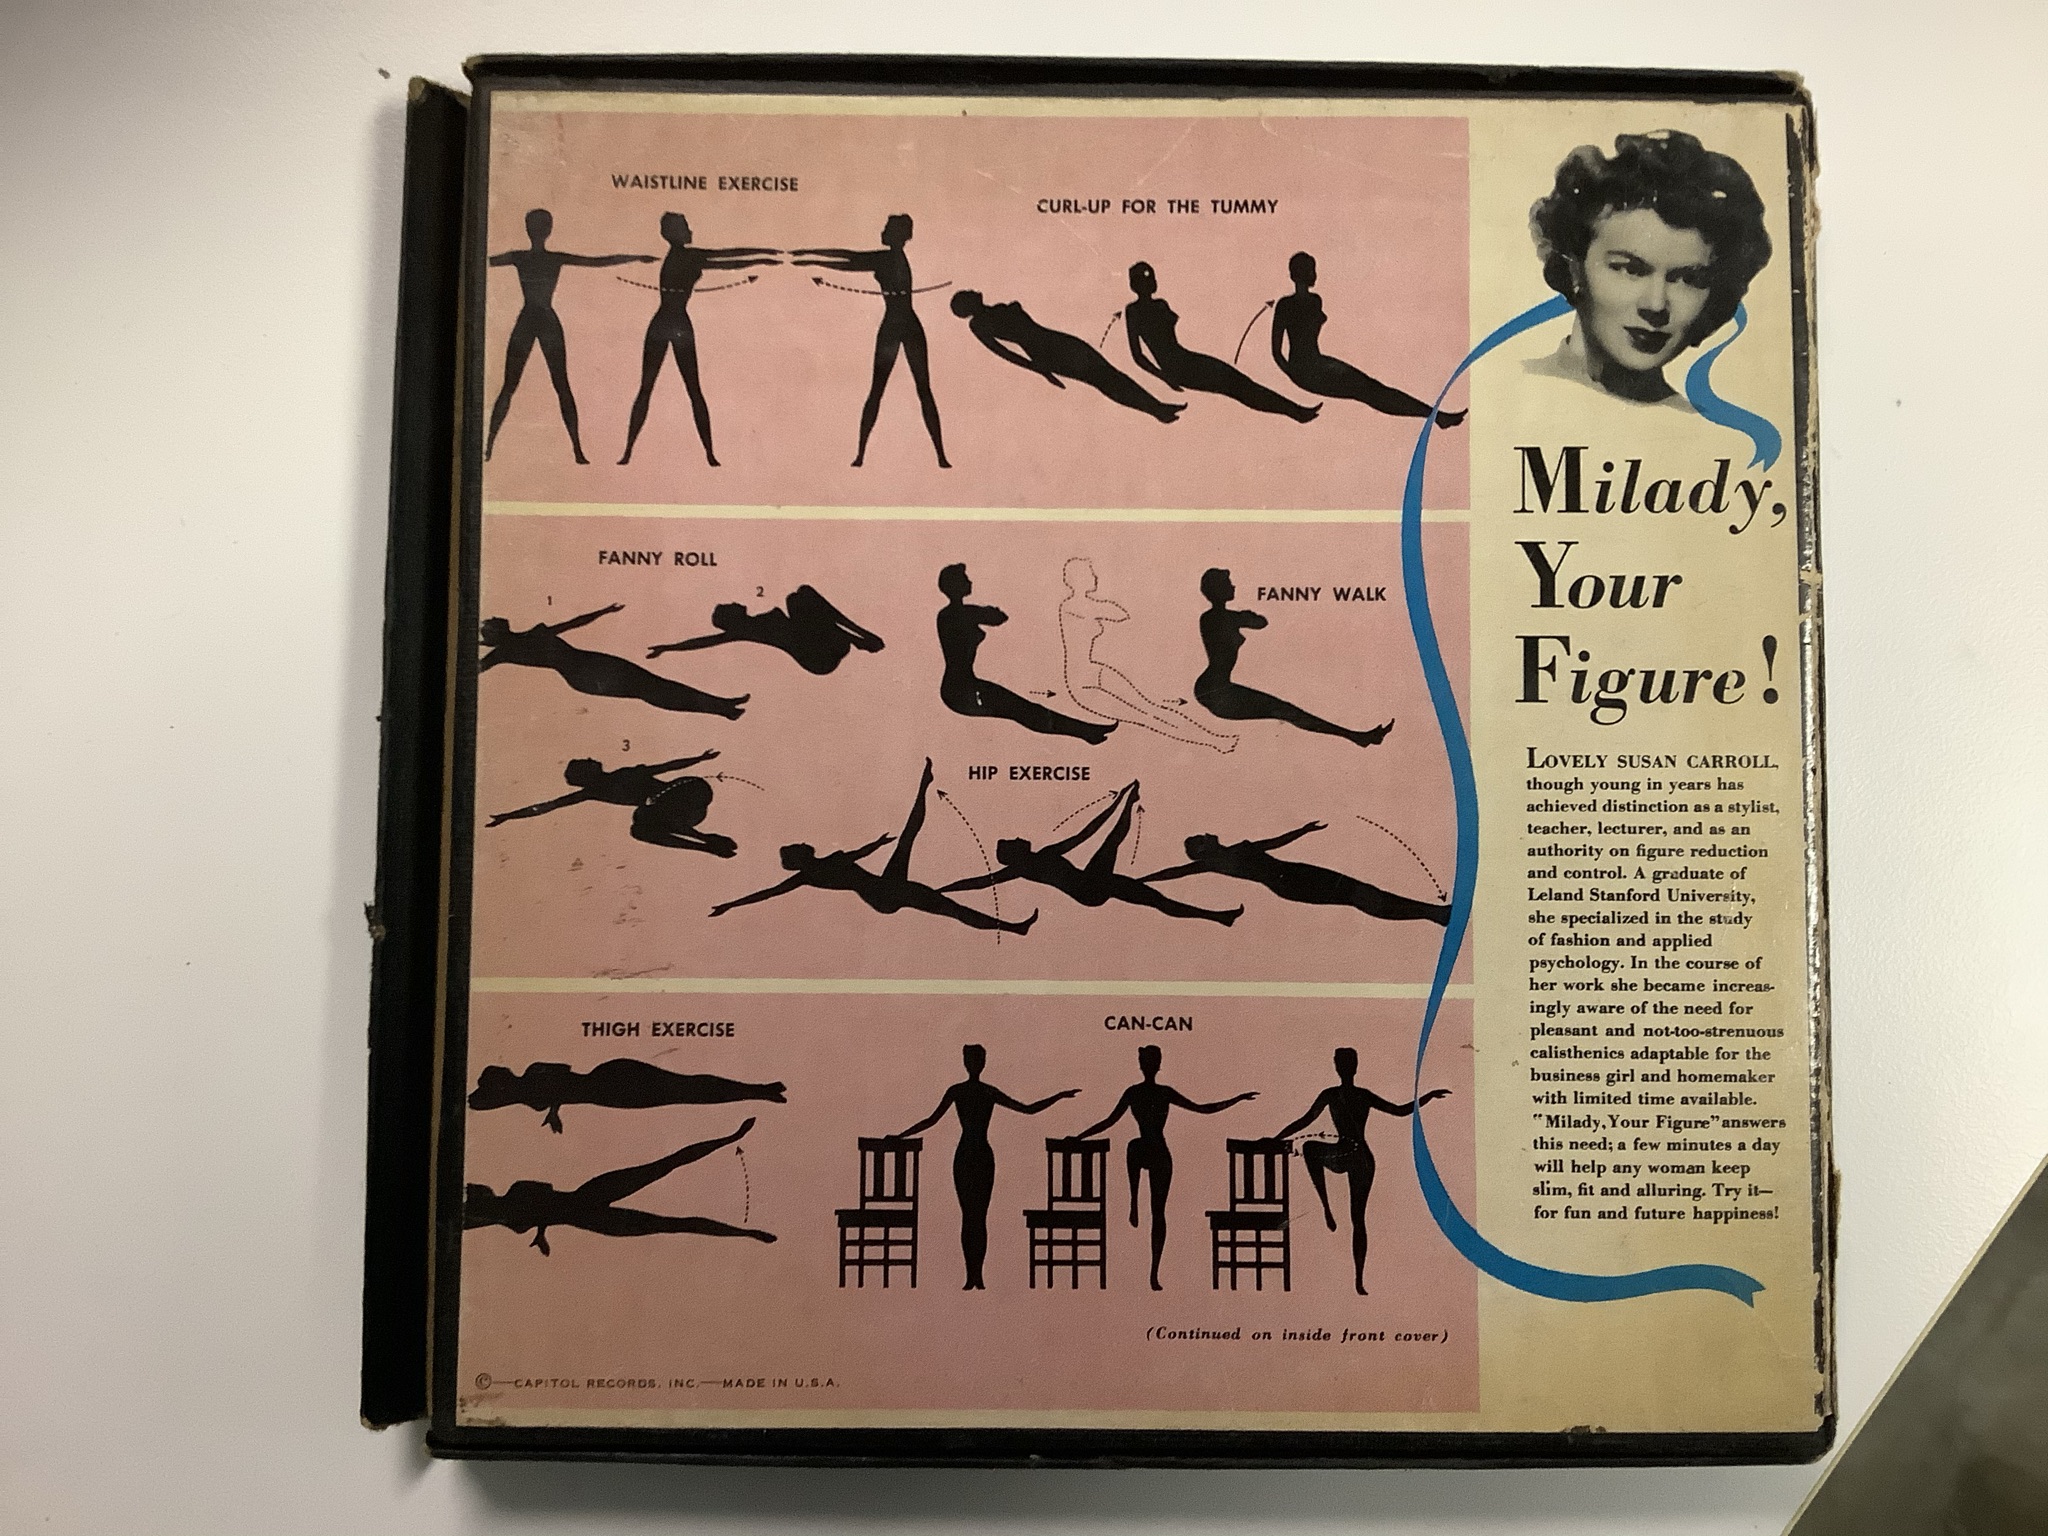 WAISTLINE EXERCISE
CURL-UP FOR THE TUMMY
FANNY ROLL
1
2
3
FANNY WALK
HIP EXERCISE
THIGH EXERCISE
CAN-CAN
(Continued on inside front cover)
©—CAPITOL RECORDS, INC.—MADE IN U.S.A.
Milady,
Your
Figure!
LOVELY SUSAN CARROLL,
though young in years has
achieved distinction as a stylist,
teacher, lecturer, and as an
authority on figure reduction
and control. A graduate of
Leland Stanford University,
she specialized in the study
of fashion and applied
psychology. In the course of
her work she became increas-
ingly aware of the need for
pleasant and not-too-strenuous
calisthenics adaptable for the
business girl and homemaker
with limited time available.
"Milady, Your Figure" answers
this need; a few minutes a day
will help any woman keep
slim, fit and alluring. Try it—
for fun and future happiness!